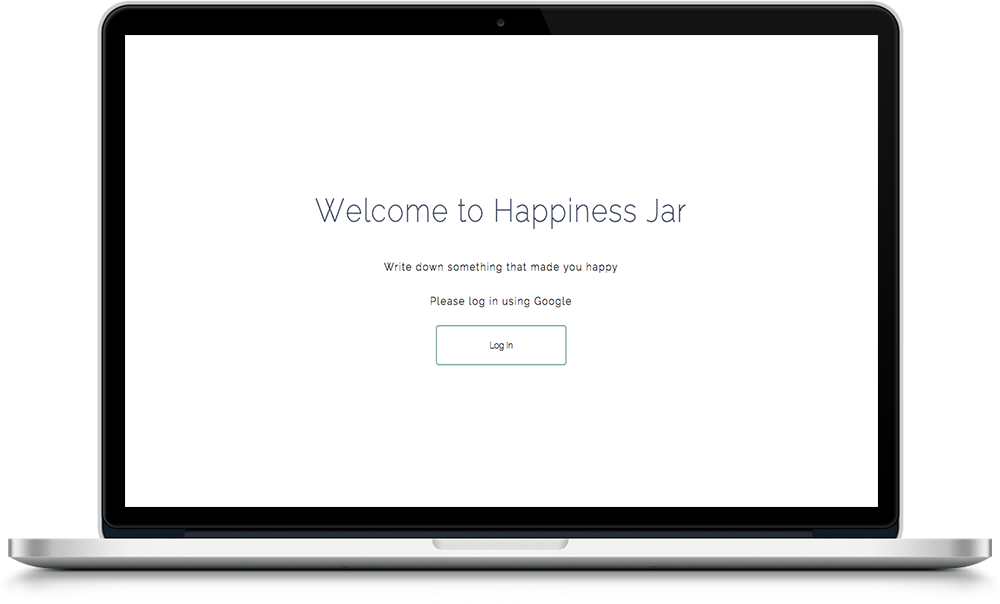 Welcome to Happiness Jar
Write down something that made you happy
Please log in using Google
Log In